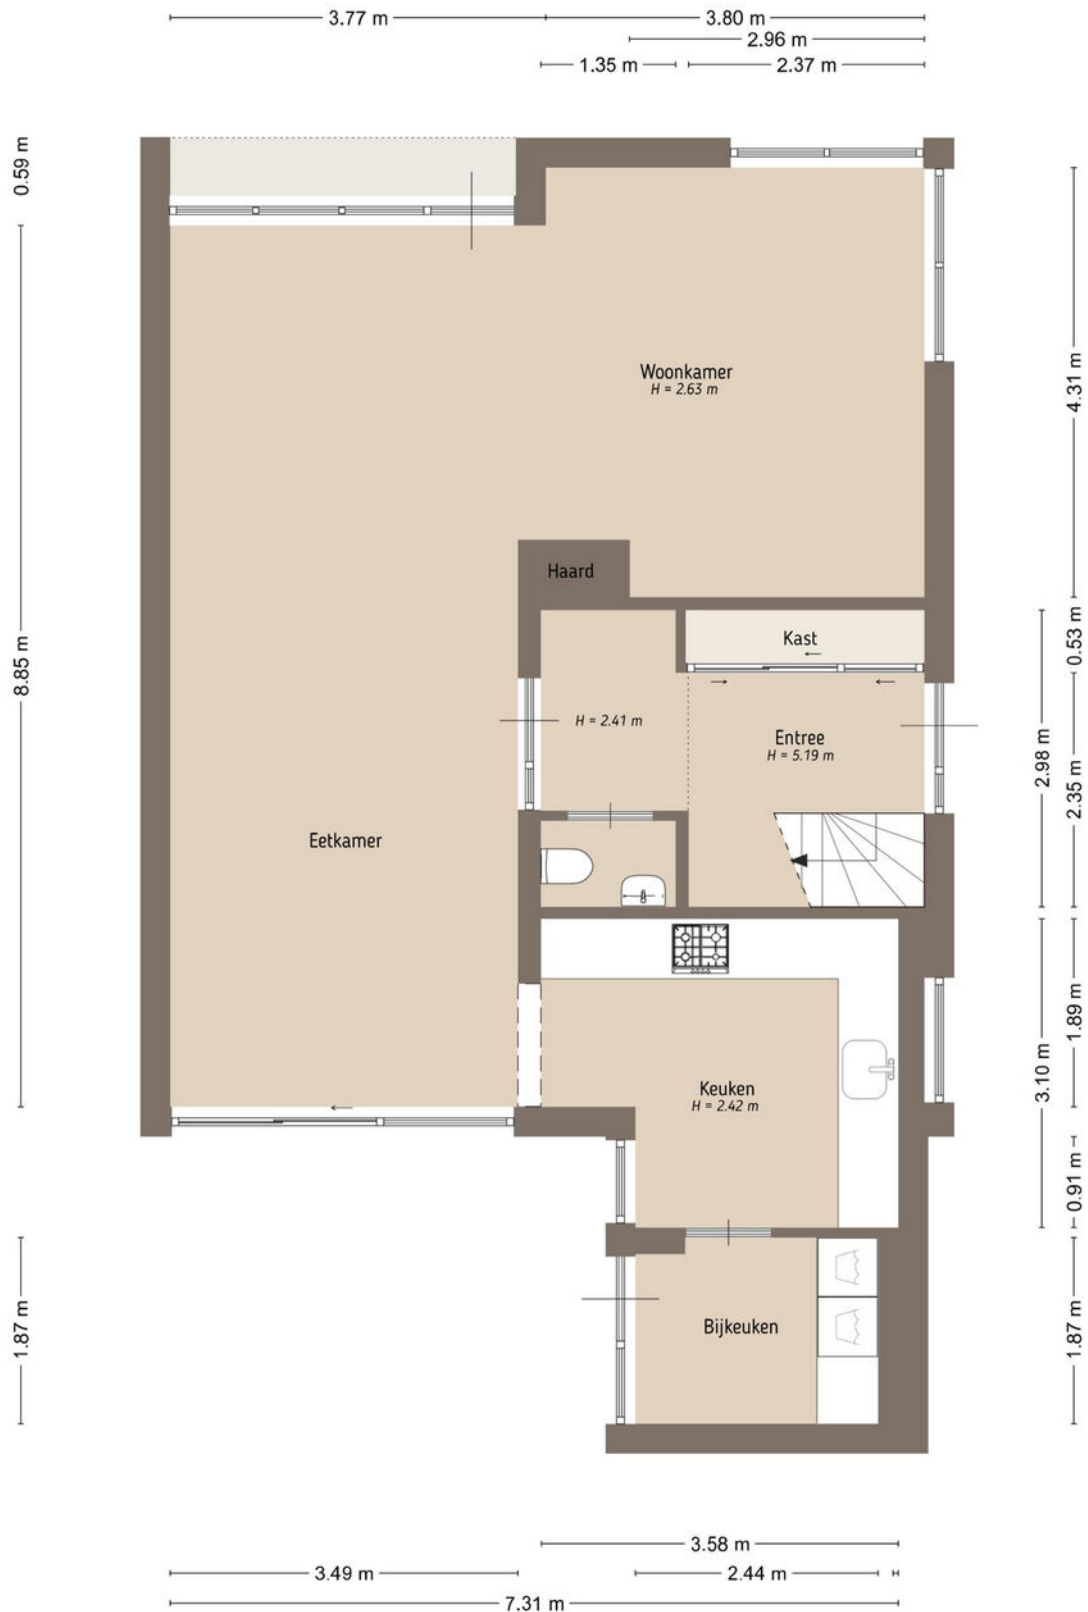 3.77 m
3.80 m
2.96 m
1.35 m
2.37 m
0.59 m
Woonkamer
H = 2.63 m
4.31 m
Haard
Kast
0.53 m
8.85 m
H = 2.41 m
Entree
H = 5.19 m
2.98 m
2.35 m
Eetkamer
Keuken
H = 2.42 m
3.10 m
1.89 m
0.91 m
1.87 m
Bijkeuken
1.87 m
3.58 m
3.49 m
2.44 m
7.31 m